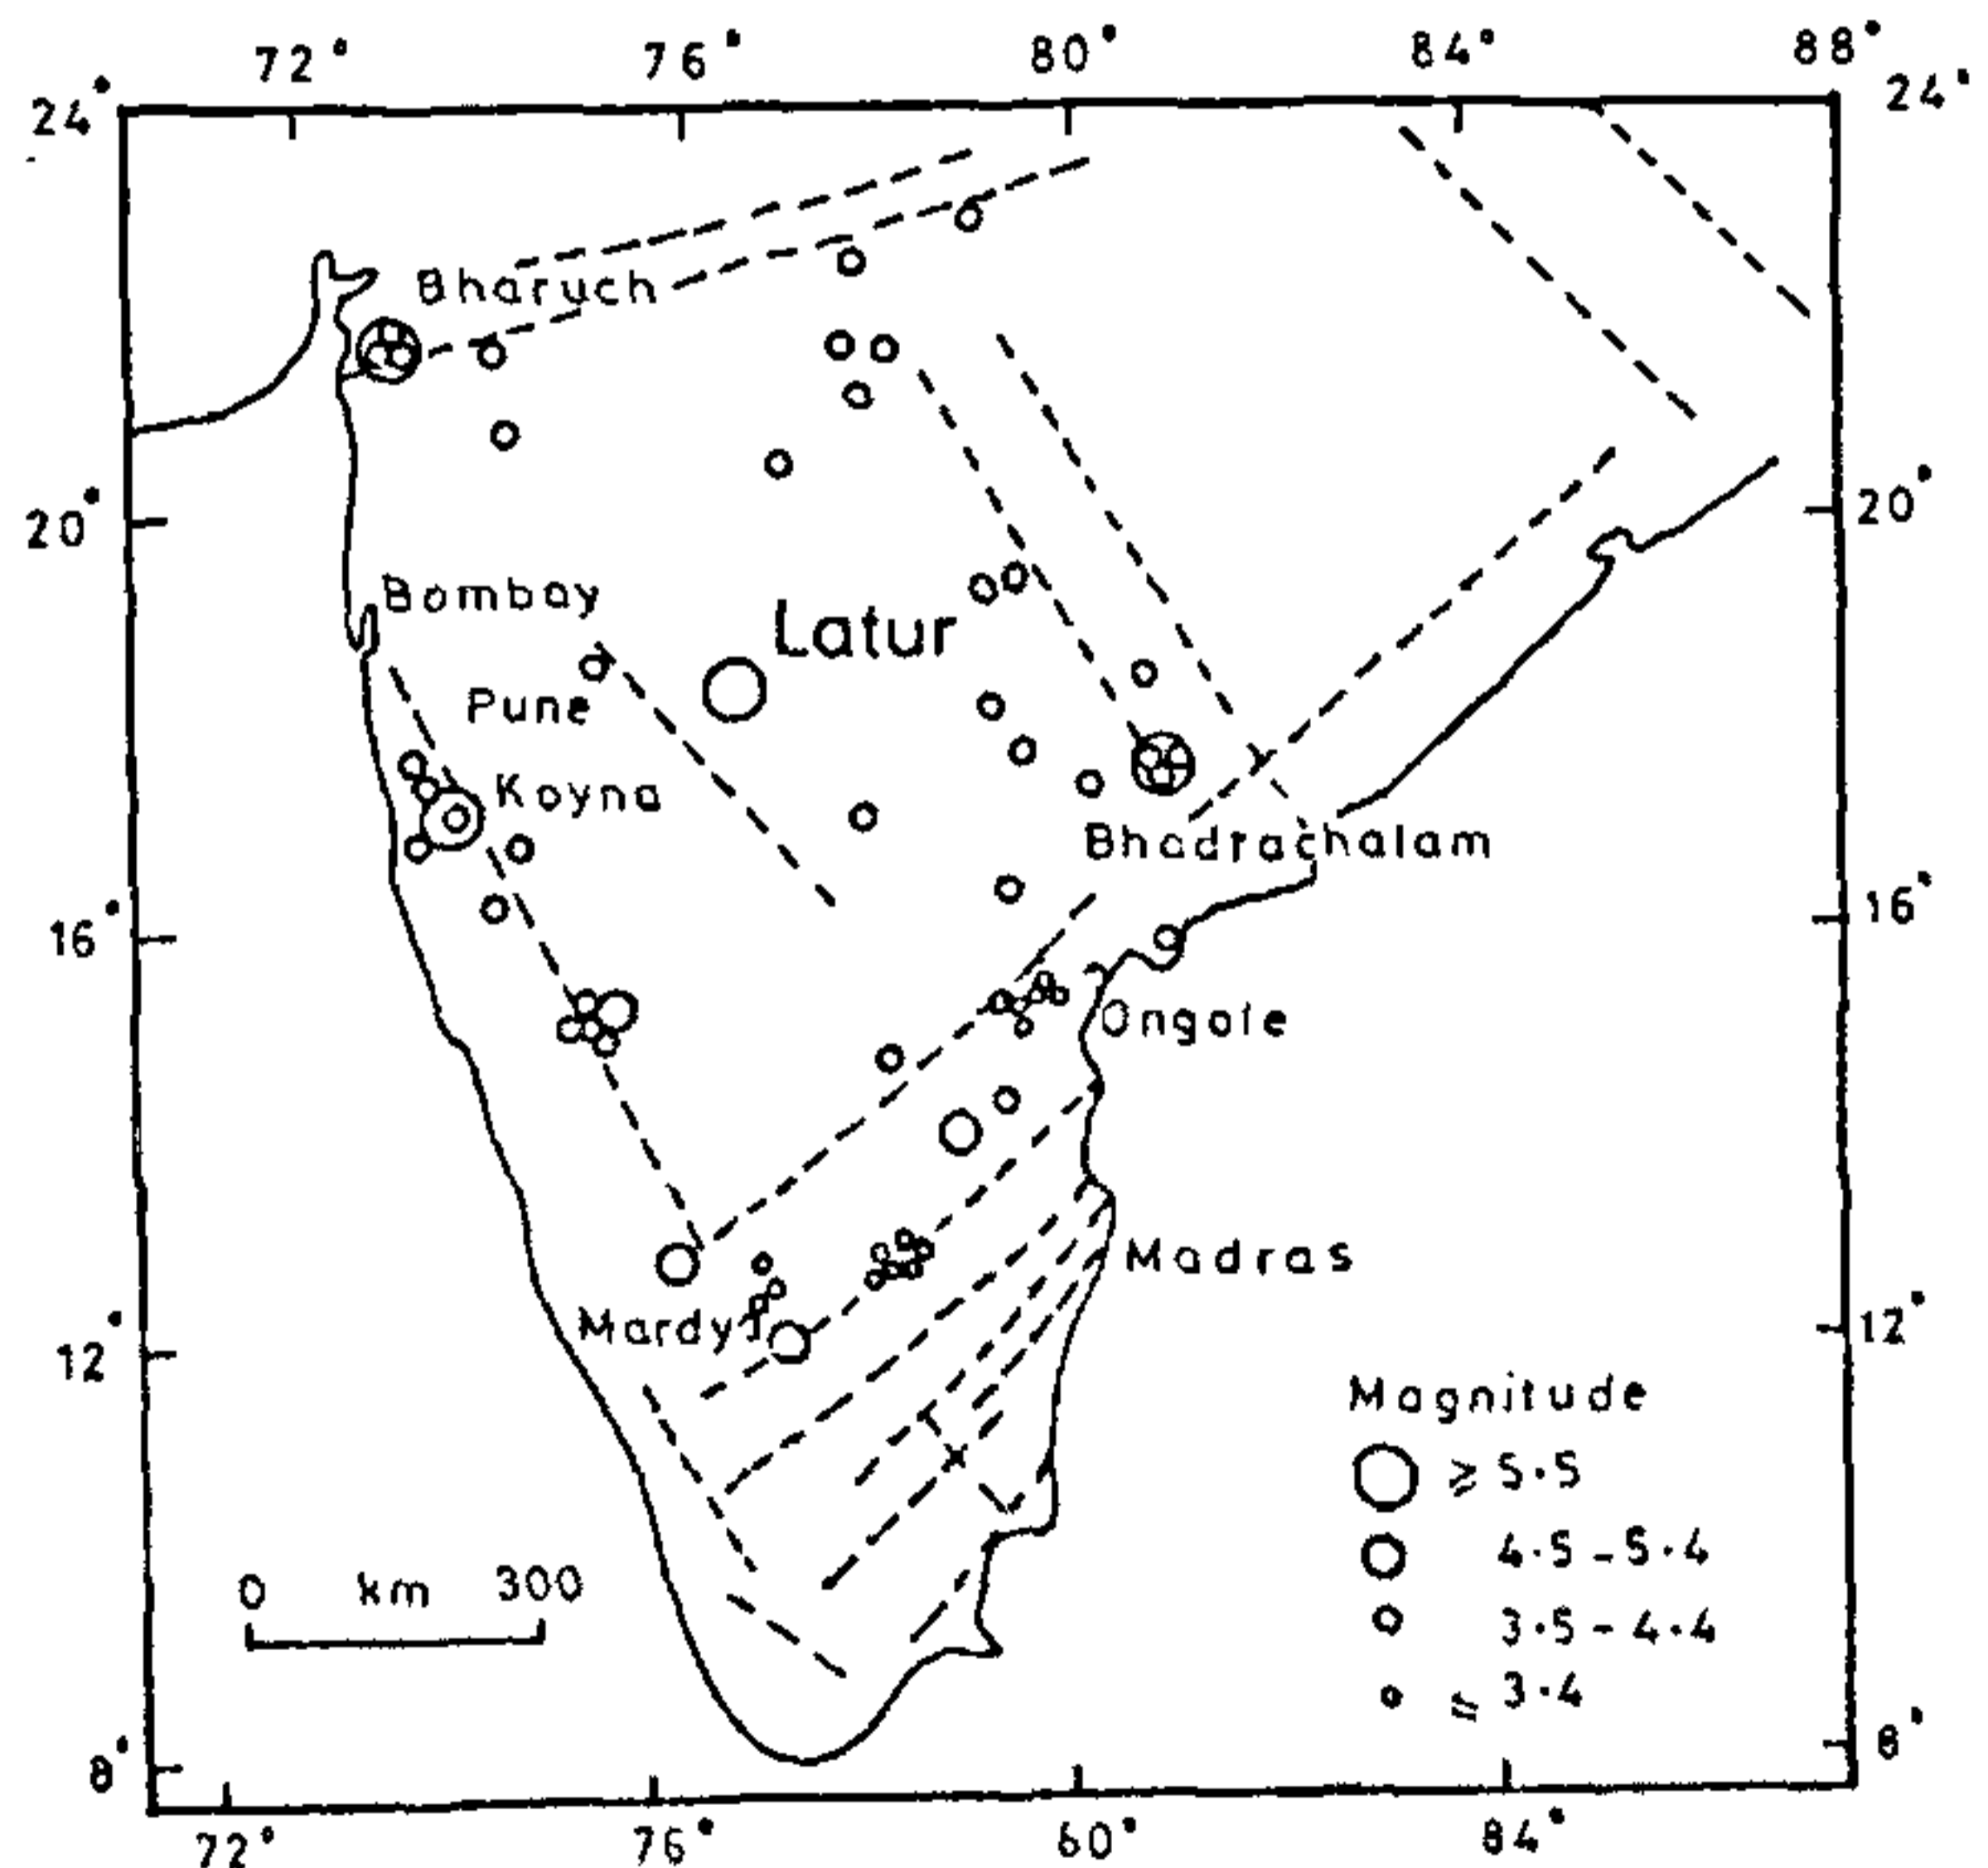 72° 76° 80° 84° 88°
24° 24°
Bharuch
20° 20°
Bombay
Latur
Pune
Koyna
Bhadrachalam
16° 16°
Ongole
Madras
Mardy
12° 12°
Magnitude
≥ 5·5
4·5 - 5·4
0 km 300
3·5 - 4·4
≤ 3·4
8° 8°
72° 76° 60° 84°